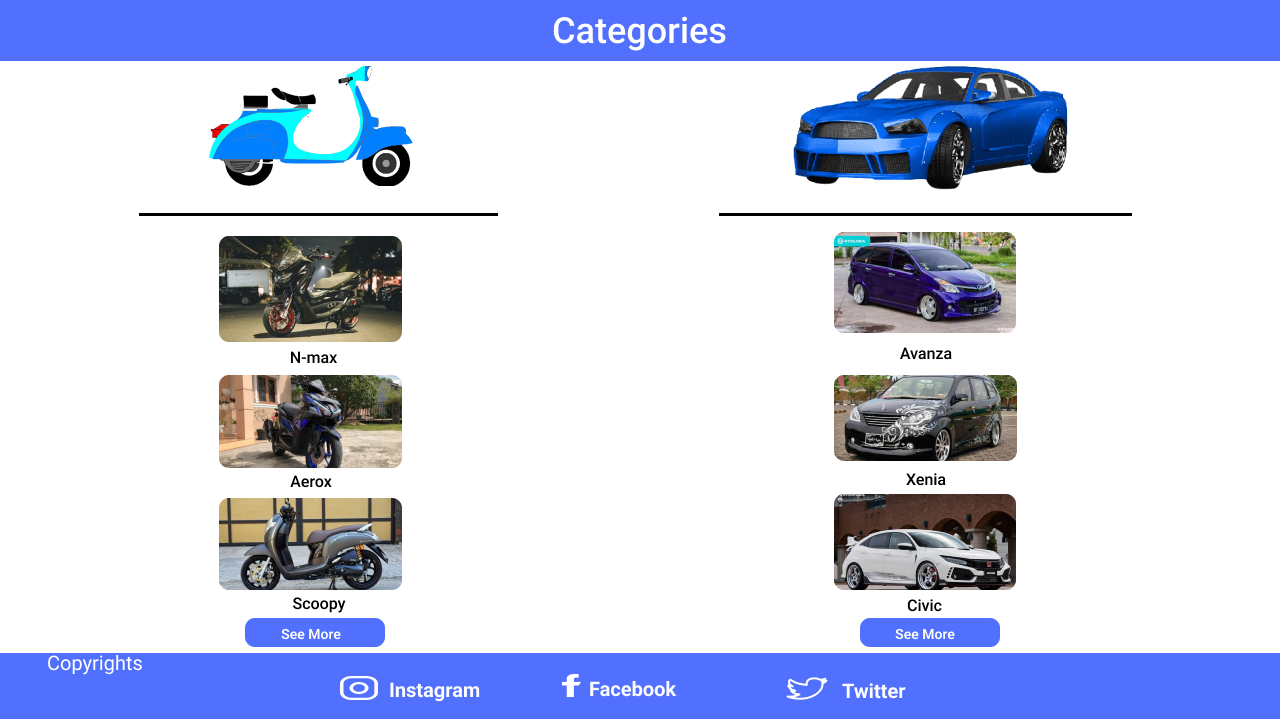 Categories
N-max
Avanza
Aerox
Xenia
Scoopy
Civic
See More
See More
Copyrights
Instagram
Facebook
Twitter